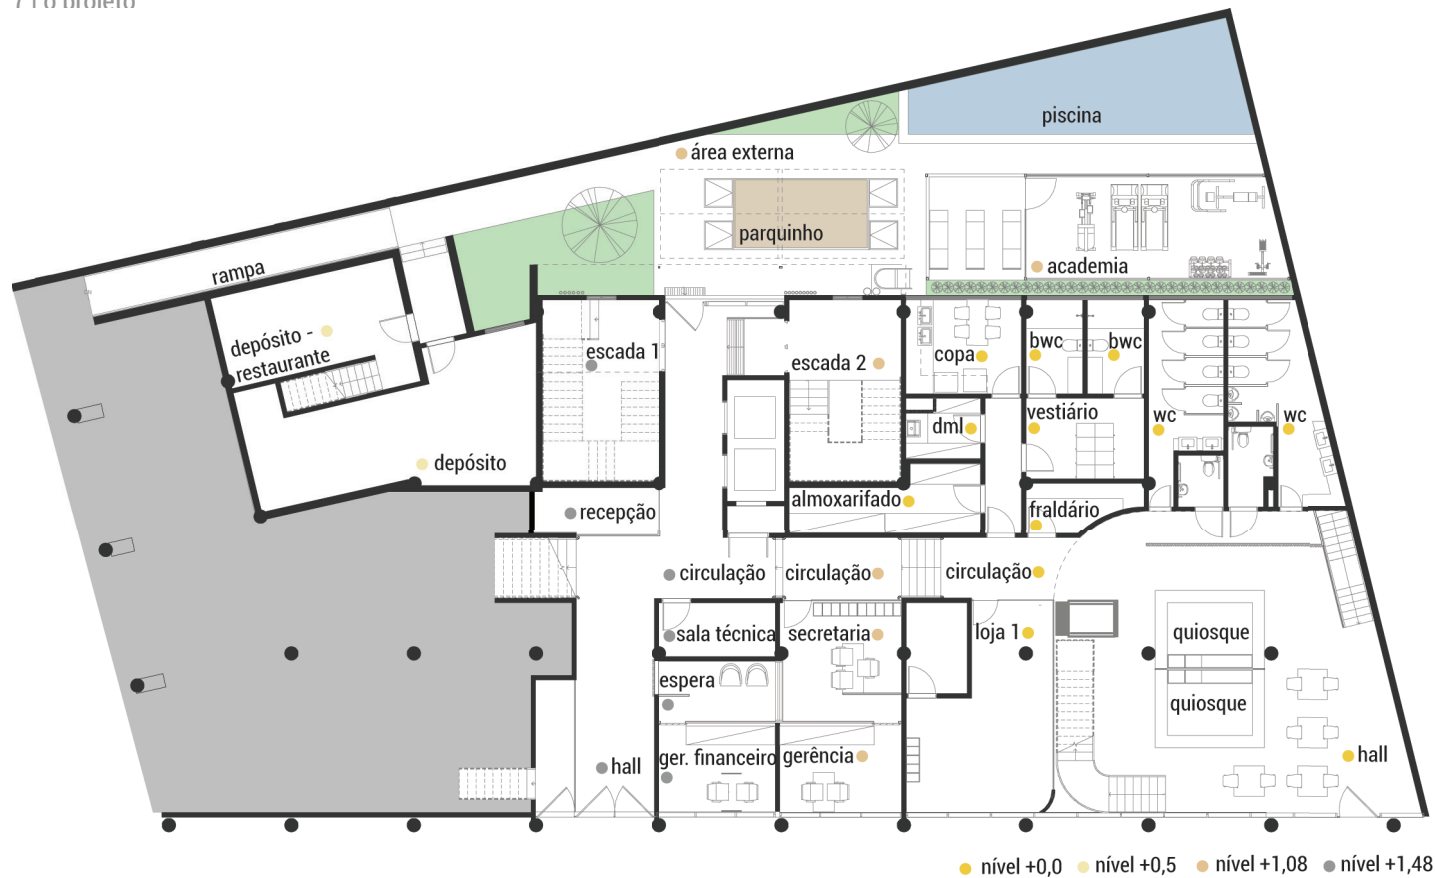 7 i o projeto
piscina
área externa
parquinho
rampa
academia
depósito -
restaurante
escada 1
escada 2
copa
bwc
bwc
vestiário
wc
wc
dml
depósito
almoxarifado
fraldário
recepção
circulação
circulação
circulação
sala técnica
secretaria
loja 1
quiosque
espera
quiosque
hall
ger. financeiro
gerência
hall
nível +0,0
nível +0,5
nível +1,08
nível +1,48